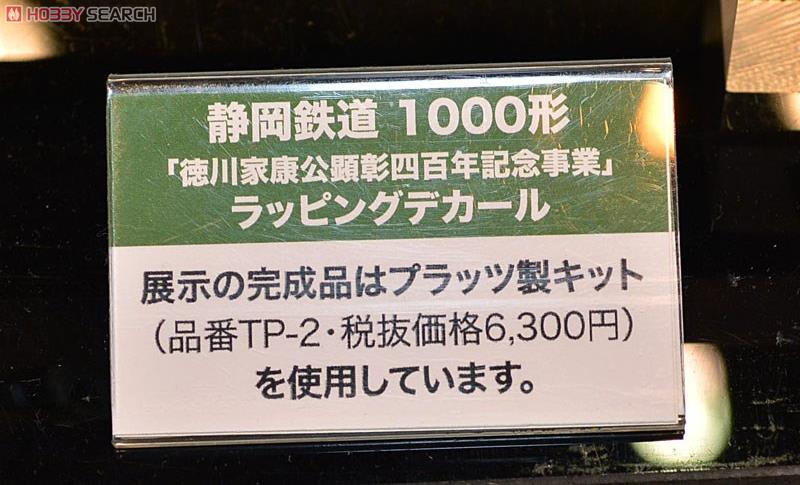 HOBBY SEARCH
静岡鉄道 1000形
「徳川家康公顕彰四百年記念事業」
ラッピングデカール
展示の完成品はプラッツ製キット
(品番TP-2・税抜価格6,300円)
を使用しています。